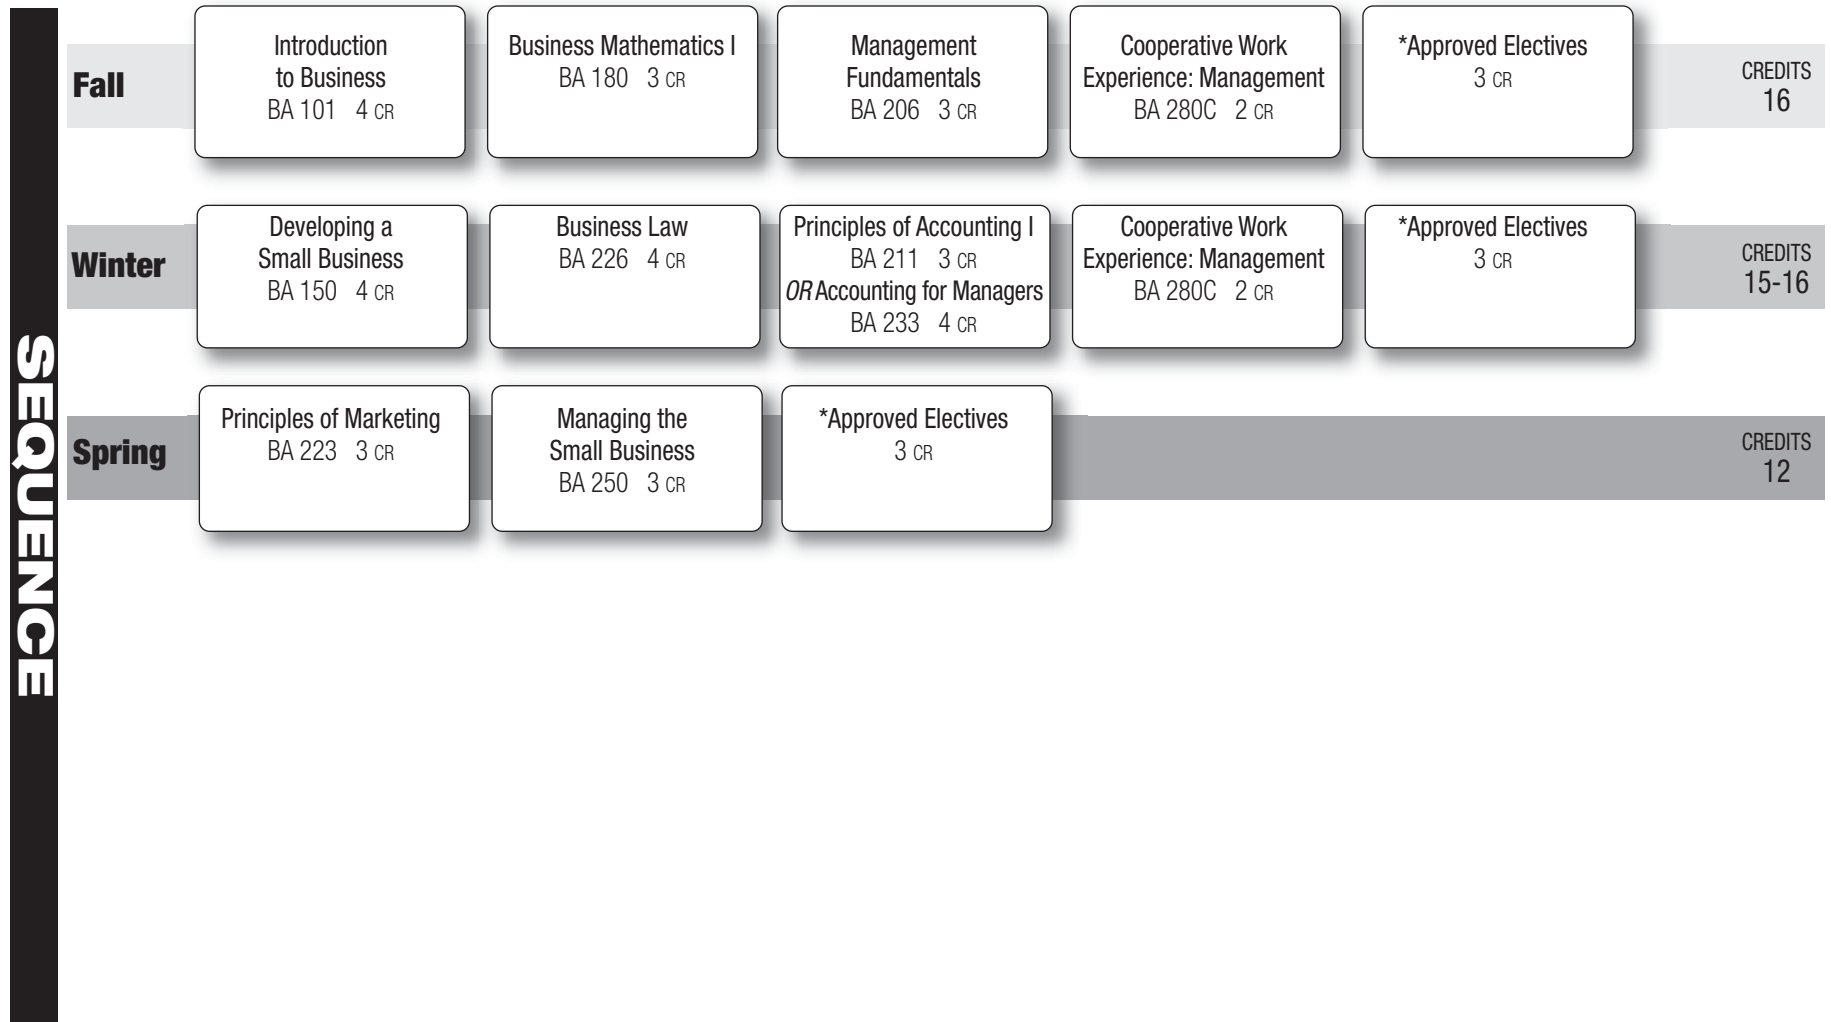 SEQUENCE
Fall
Introduction
to Business
BA 101 4 CR
Business Mathematics I
BA 180 3 CR
Management
Fundamentals
BA 206 3 CR
Cooperative Work
Experience: Management
BA 280C 2 CR
*Approved Electives
3 CR
CREDITS
16
Winter
Developing a
Small Business
BA 150 4 CR
Business Law
BA 226 4 CR
Principles of Accounting I
BA 211 3 CR
OR Accounting for Managers
BA 233 4 CR
Cooperative Work
Experience: Management
BA 280C 2 CR
*Approved Electives
3 CR
CREDITS
15-16
Spring
Principles of Marketing
BA 223 3 CR
Managing the
Small Business
BA 250 3 CR
*Approved Electives
3 CR
CREDITS
12